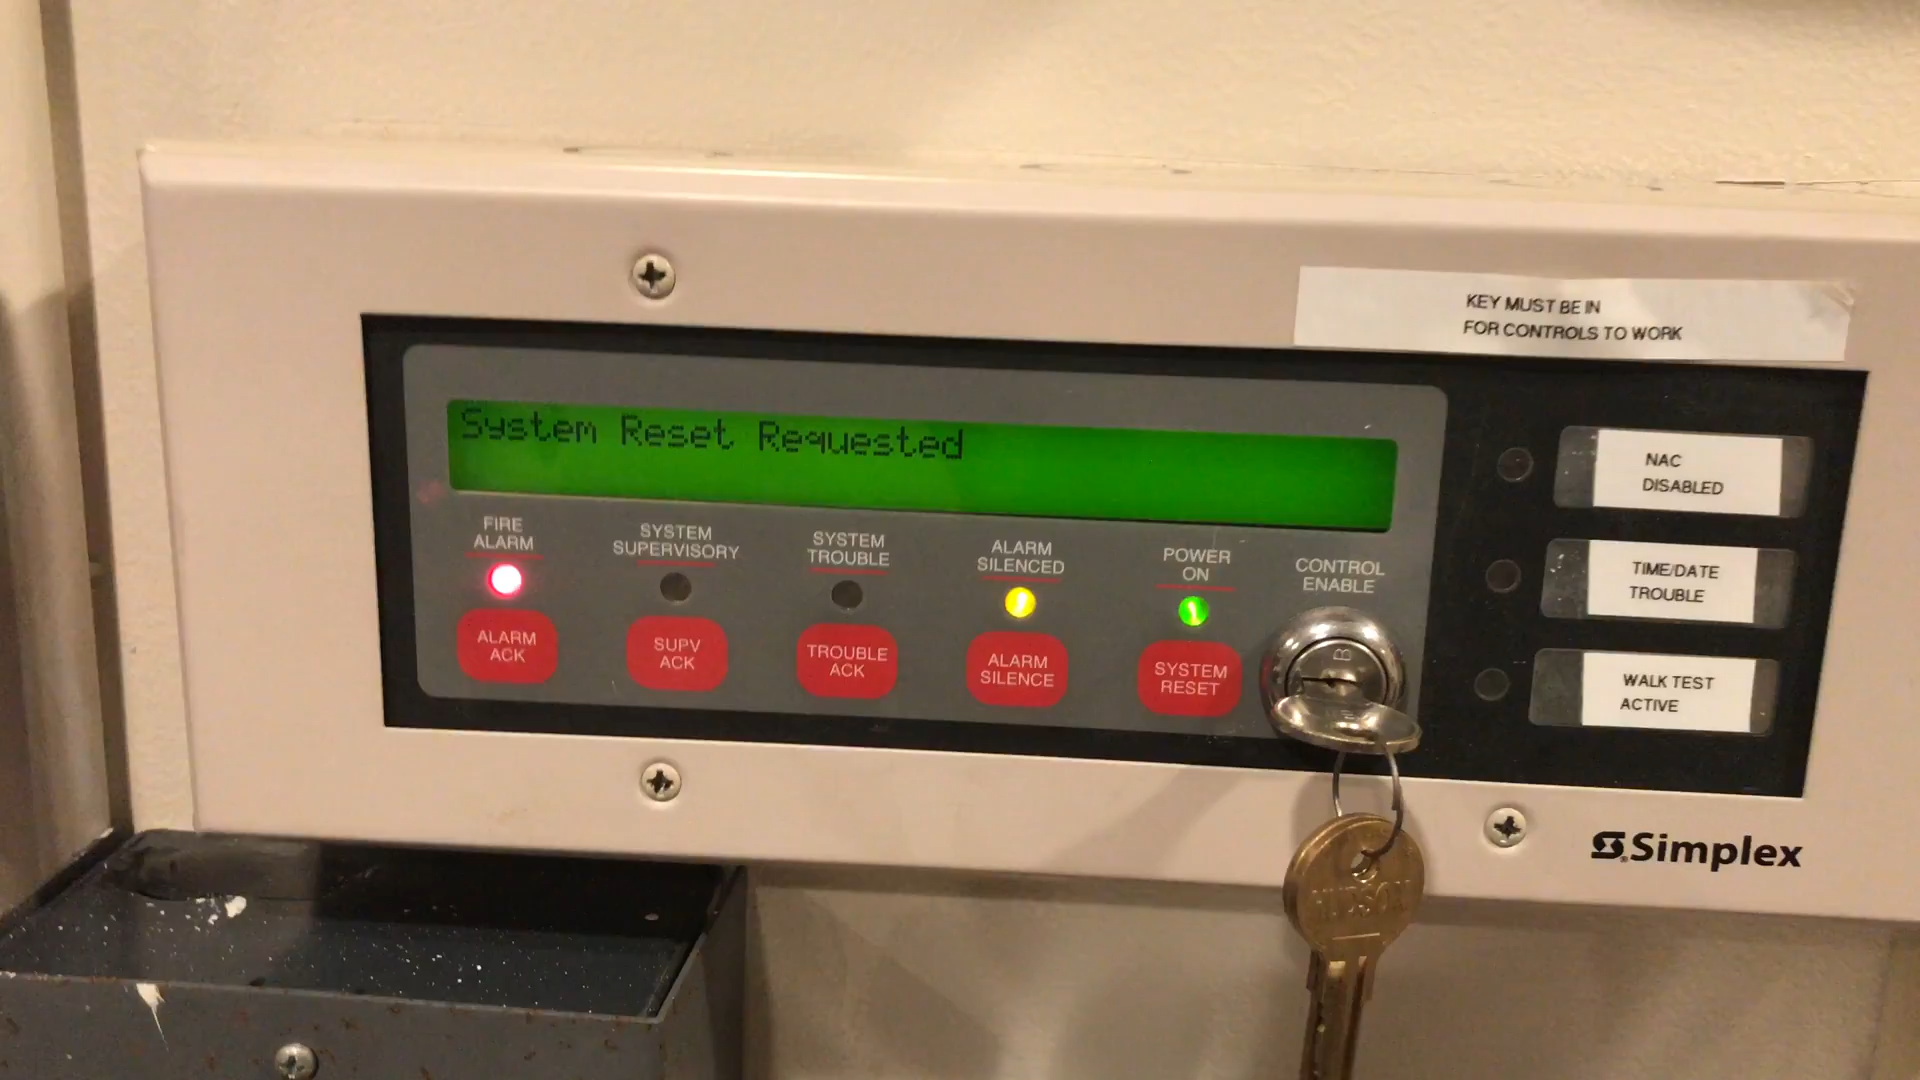 KEY MUST BE IN
FOR CONTROLS TO WORK
System Reset Requested
FIRE
ALARM
SYSTEM
SUPERVISORY
SYSTEM
TROUBLE
ALARM
SILENCED
POWER
ON
CONTROL
ENABLE
ALARM
ACK
SUPV
ACK
TROUBLE
ACK
ALARM
SILENCE
SYSTEM
RESET
B
NAC
DISABLED
TIME/DATE
TROUBLE
WALK TEST
ACTIVE
Simplex
HUDSON